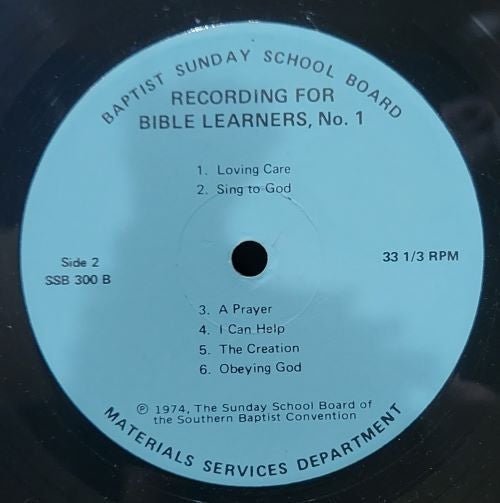 BAPTIST SUNDAY SCHOOL BOARD
RECORDING FOR
BIBLE LEARNERS, No. 1
1. Loving Care
2. Sing to God
Side 2
SSB 300 B
33 1/3 RPM
3. A Prayer
4. I Can Help
5. The Creation
6. Obeying God
℗ 1974, The Sunday School Board of
the Southern Baptist Convention
MATERIALS SERVICES DEPARTMENT